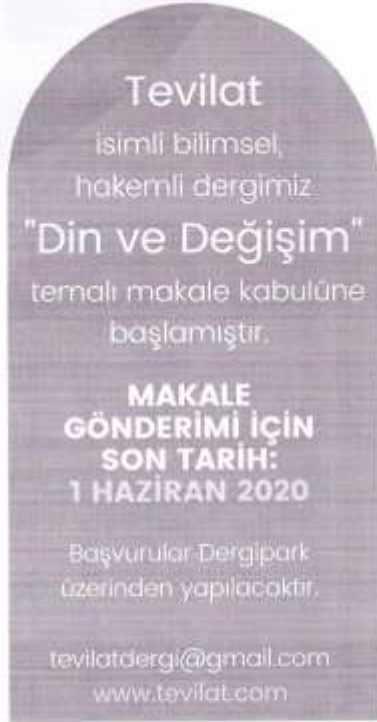 Tevilat
isimli bilimsel,
hakemli dergimiz
"Din ve Değişim"
temalı makale kabulüne
başlamıştır.
MAKALE
GÖNDERİMİ İÇİN
SON TARİH:
1 HAZİRAN 2020
Başvurular Dergipark
üzerinden yapılacaktır.
tevilatdergi@gmail.com
www.tevilat.com